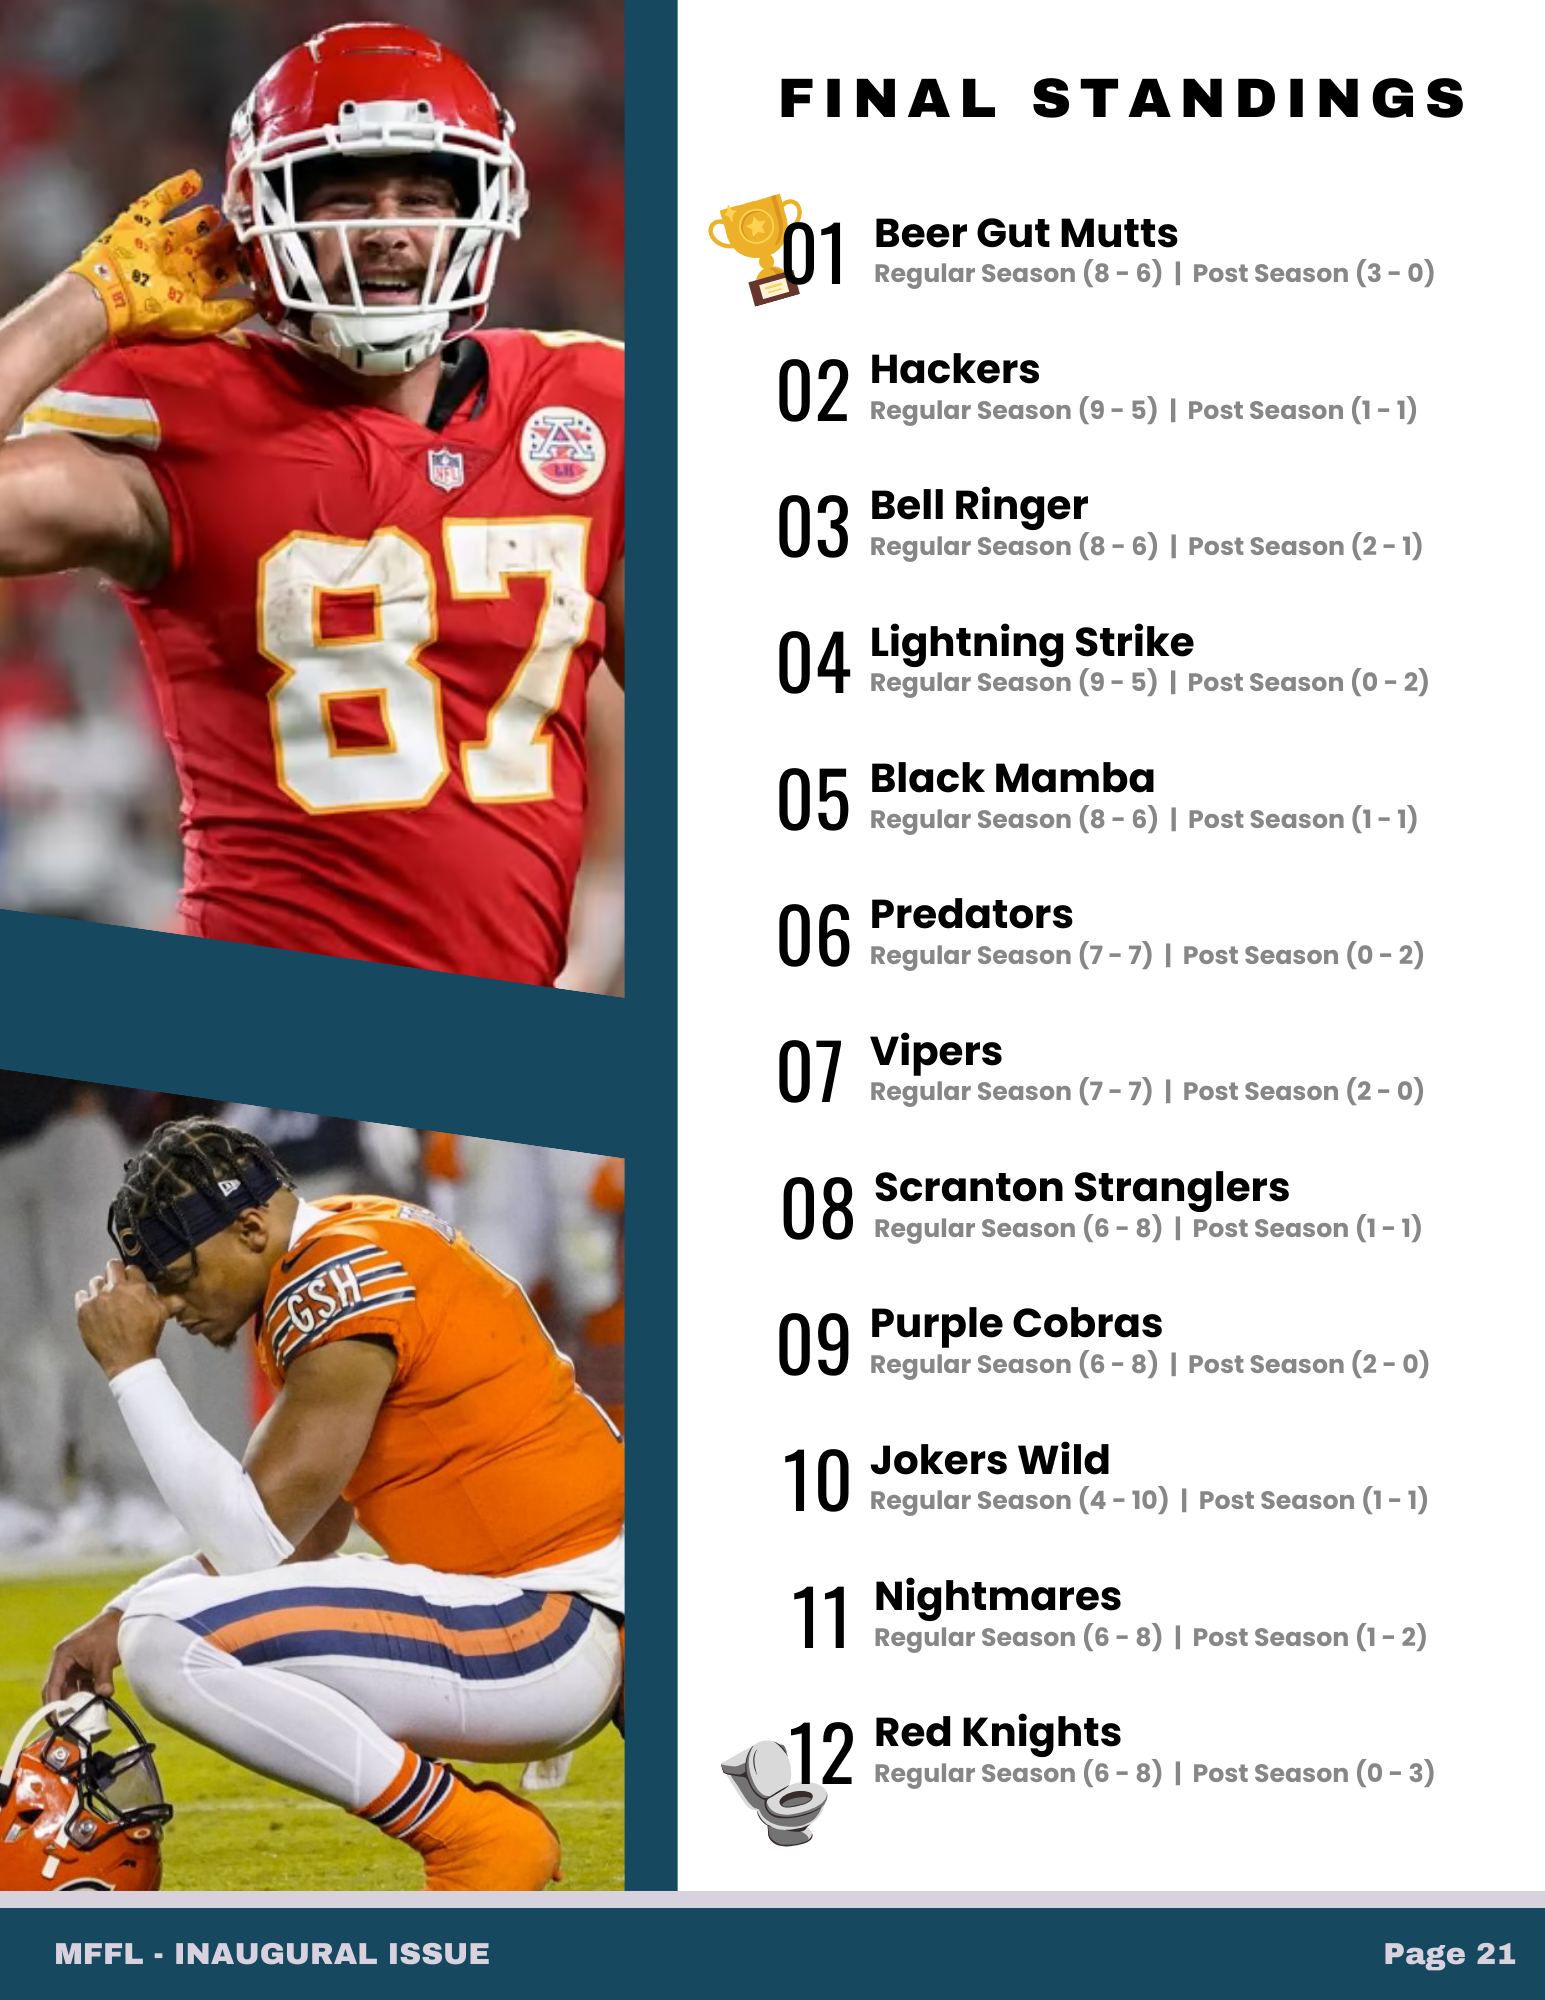 FINAL STANDINGS
01 Beer Gut Mutts
Regular Season (8 - 6) | Post Season (3 - 0)
02 Hackers
Regular Season (9 - 5) | Post Season (1 - 1)
03 Bell Ringer
Regular Season (8 - 6) | Post Season (2 - 1)
04 Lightning Strike
Regular Season (9 - 5) | Post Season (0 - 2)
05 Black Mamba
Regular Season (8 - 6) | Post Season (1 - 1)
06 Predators
Regular Season (7 - 7) | Post Season (0 - 2)
07 Vipers
Regular Season (7 - 7) | Post Season (2 - 0)
08 Scranton Stranglers
Regular Season (6 - 8) | Post Season (1 - 1)
09 Purple Cobras
Regular Season (6 - 8) | Post Season (2 - 0)
10 Jokers Wild
Regular Season (4 - 10) | Post Season (1 - 1)
11 Nightmares
Regular Season (6 - 8) | Post Season (1 - 2)
12 Red Knights
Regular Season (6 - 8) | Post Season (0 - 3)
87
87
87
87
NFL
A
LH
87
GSH
MFFL - INAUGURAL ISSUE
Page 21